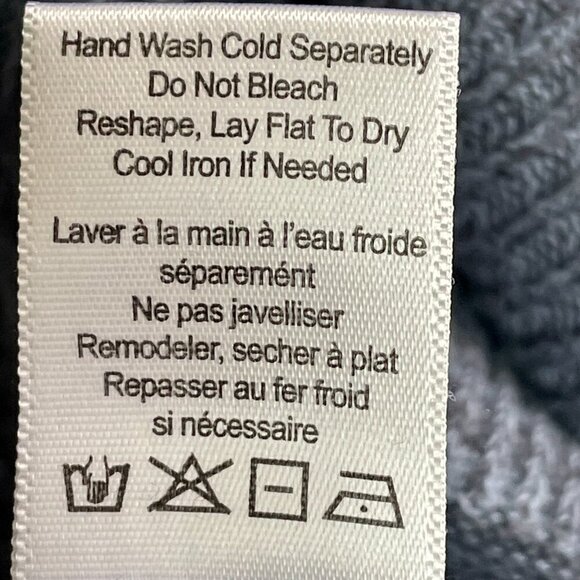 Hand Wash Cold Separately
Do Not Bleach
Reshape, Lay Flat To Dry
Cool Iron If Needed
Laver à la main à l'eau froide
séparemént
Ne pas javelliser
Remodeler, secher à plat
Repasser au fer froid
si nécessaire